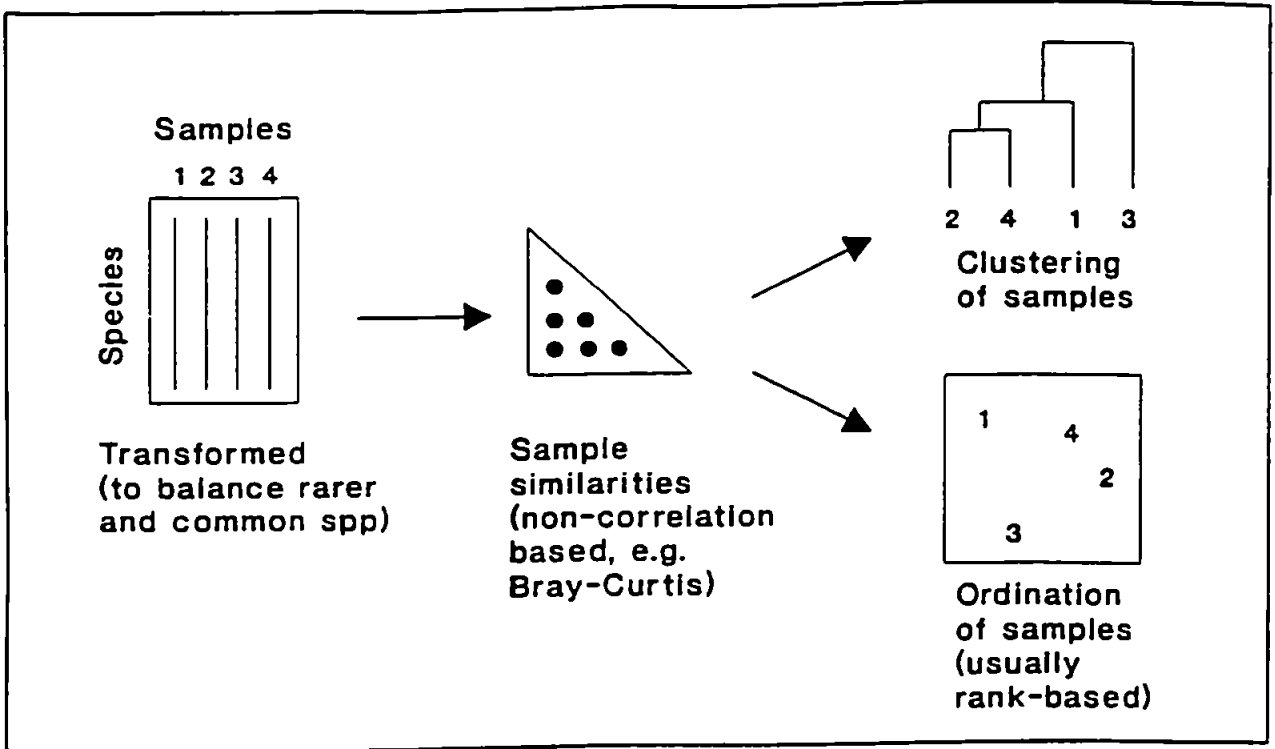 Samples
1 2 3 4
Species
Transformed
(to balance rarer
and common spp)
Sample
similarities
(non-correlation
based, e.g.
Bray-Curtis)
2 4 1 3
Clustering
of samples
1
4
2
3
Ordination
of samples
(usually
rank-based)